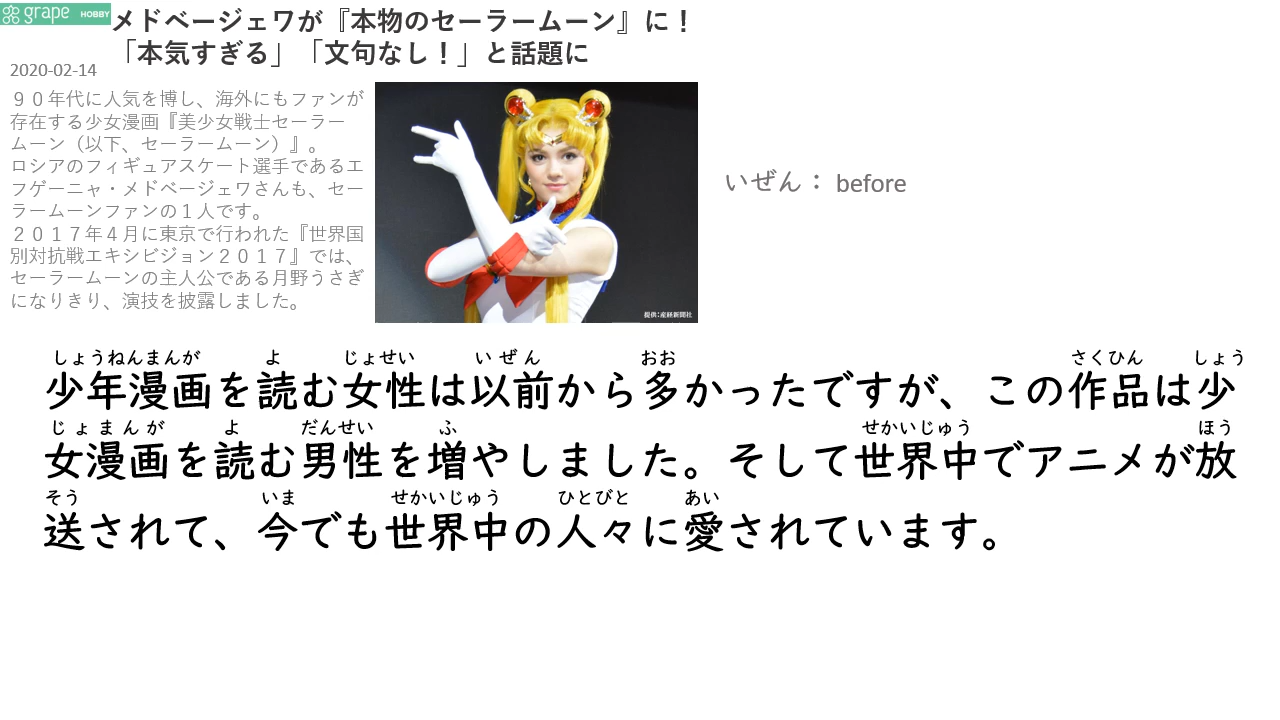 grape HOBBY
メドベージェワが『本物のセーラームーン』に！
「本気すぎる」「文句なし！」と話題に
2020-02-14
９０年代に人気を博し、海外にもファンが
存在する少女漫画『美少女戦士セーラー
ムーン（以下、セーラームーン）』。
ロシアのフィギュアスケート選手であるエ
フゲーニャ・メドベージェワさんも、セー
ラームーンファンの１人です。
２０１７年４月に東京で行われた『世界国
別対抗戦エキシビジョン２０１７』では、
セーラームーンの主人公である月野うさぎ
になりきり、演技を披露しました。
提供:産経新聞社
いぜん： before
しょうねんまんが よ じょせい いぜん おお さくひん しょう
少年漫画を読む女性は以前から多かったですが、この作品は少
じょまんが よ だんせい ふ せかいじゅう ほう
女漫画を読む男性を増やしました。そして世界中でアニメが放
そう いま せかいじゅう ひとびと あい
送されて、今でも世界中の人々に愛されています。